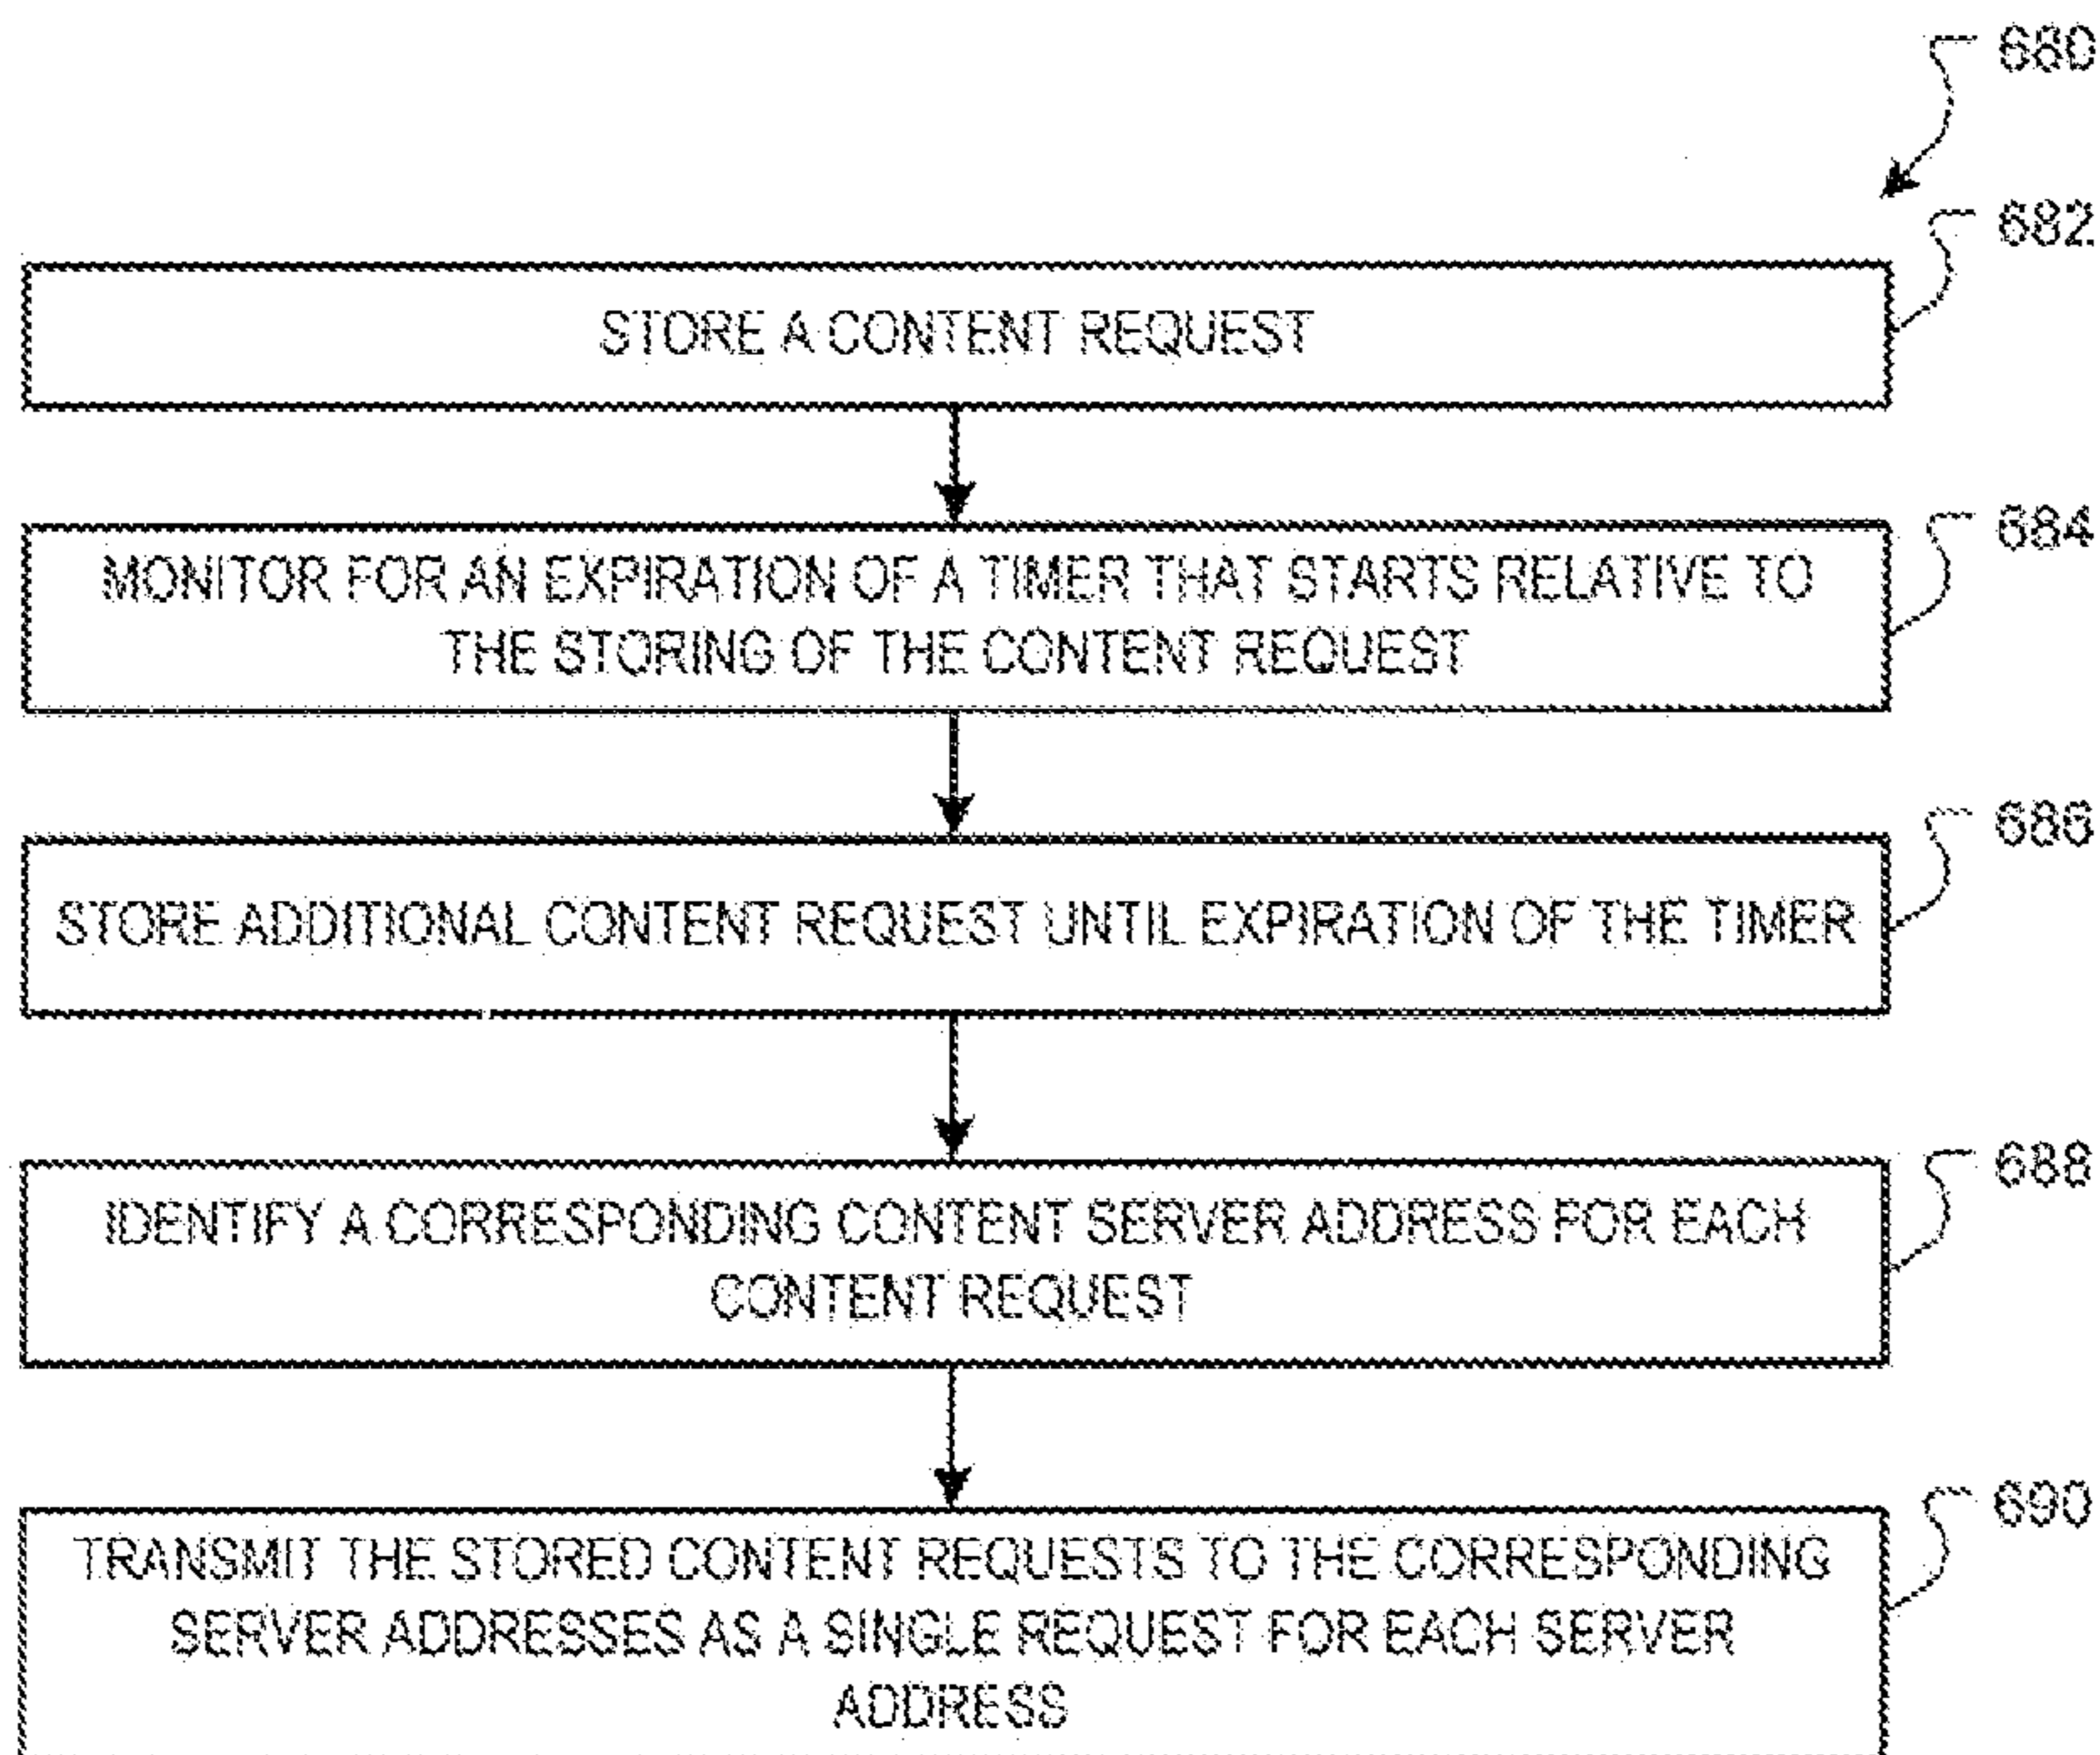 680
682
STORE A CONTENT REQUEST
684
MONITOR FOR AN EXPIRATION OF A TIMER THAT STARTS RELATIVE TO
THE STORING OF THE CONTENT REQUEST
686
STORE ADDITIONAL CONTENT REQUEST UNTIL EXPIRATION OF THE TIMER
688
IDENTIFY A CORRESPONDING CONTENT SERVER ADDRESS FOR EACH
CONTENT REQUEST
690
TRANSMIT THE STORED CONTENT REQUESTS TO THE CORRESPONDING
SERVER ADDRESSES AS A SINGLE REQUEST FOR EACH SERVER
ADDRESS